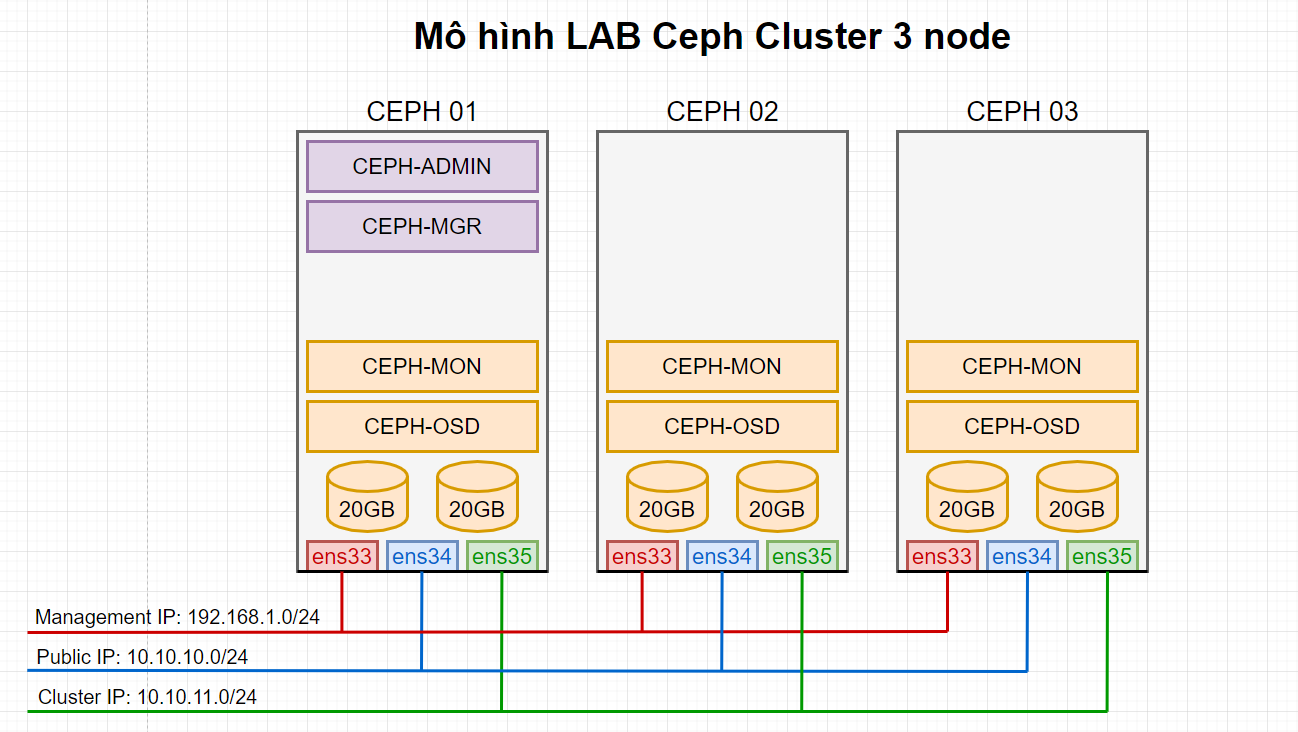 Mô hình LAB Ceph Cluster 3 node
CEPH 01
CEPH 02
CEPH 03
CEPH-ADMIN
CEPH-MGR
CEPH-MON
CEPH-MON
CEPH-MON
CEPH-OSD
CEPH-OSD
CEPH-OSD
20GB
20GB
20GB
20GB
20GB
20GB
ens33
ens34
ens35
ens33
ens34
ens35
ens33
ens34
ens35
Management IP: 192.168.1.0/24
Public IP: 10.10.10.0/24
Cluster IP: 10.10.11.0/24